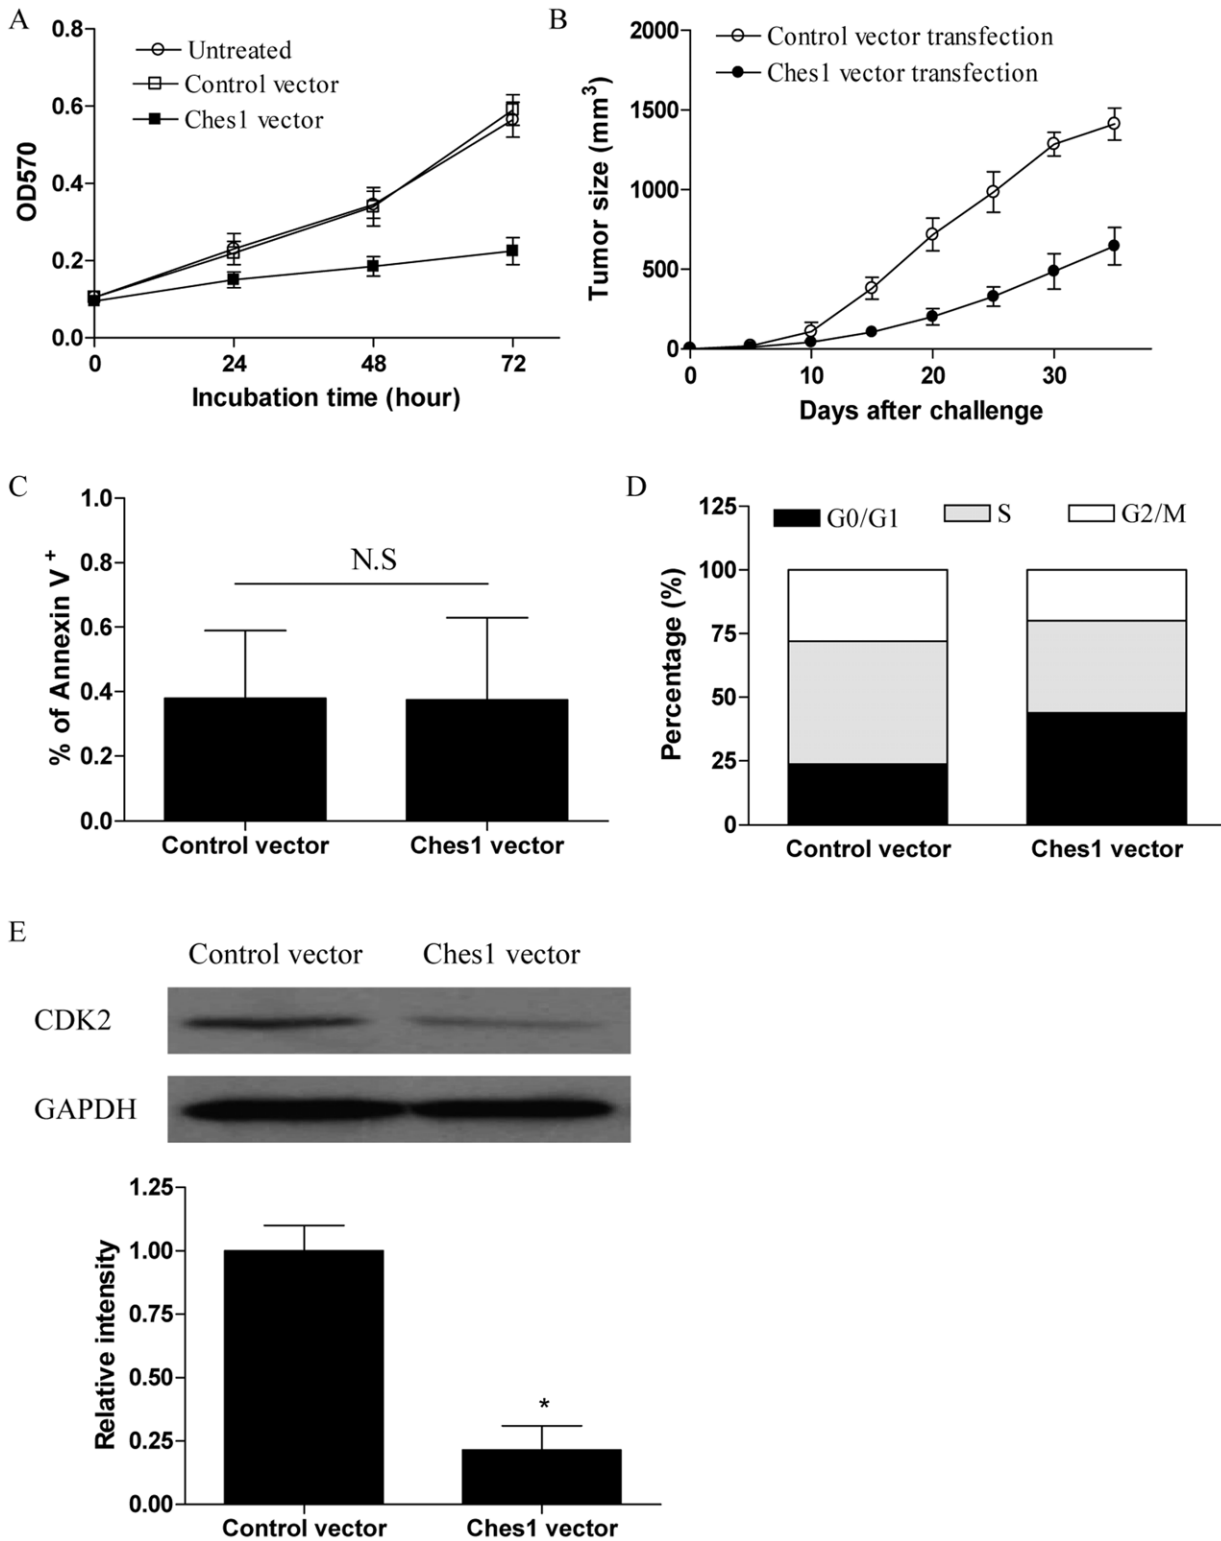 A
0.8
0.6
0.4
0.2
0.0
OD570
Untreated
Control vector
Ches1 vector
0 24 48 72
Incubation time (hour)
B
2000
1500
1000
500
0
Tumor size (mm³)
Control vector transfection
Ches1 vector transfection
0 10 20 30
Days after challenge
C
1.0
0.8
0.6
0.4
0.2
0.0
% of Annexin V⁺
N.S
Control vector Ches1 vector
D
125
100
75
50
25
0
Percentage (%)
G0/G1 S G2/M
Control vector Ches1 vector
E
Control vector Ches1 vector
CDK2
GAPDH
1.25
1.00
0.75
0.50
0.25
0.00
Relative intensity
*
Control vector Ches1 vector